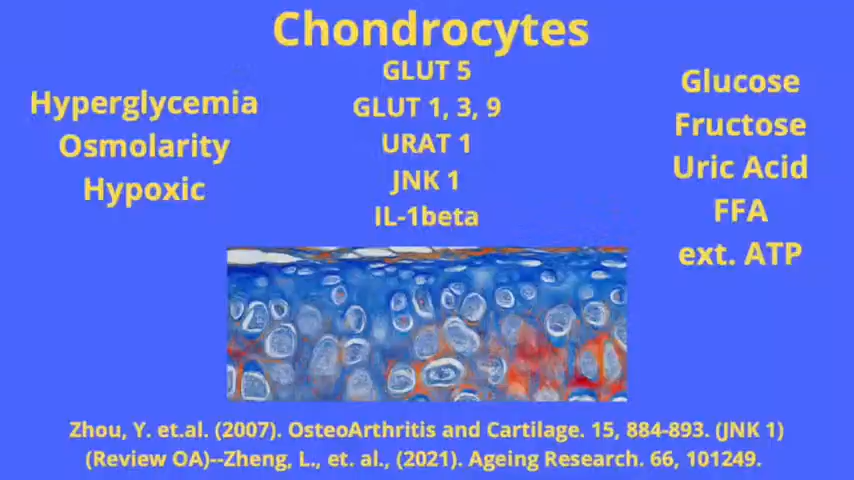 Chondrocytes
GLUT 5
GLUT 1, 3, 9
URAT 1
JNK 1
IL-1beta
Hyperglycemia
Osmolarity
Hypoxic
Glucose
Fructose
Uric Acid
FFA
ext. ATP
Zhou, Y. et.al. (2007). OsteoArthritis and Cartilage. 15, 884-893. (JNK 1)
(Review OA)--Zheng, L., et. al., (2021). Ageing Research. 66, 101249.